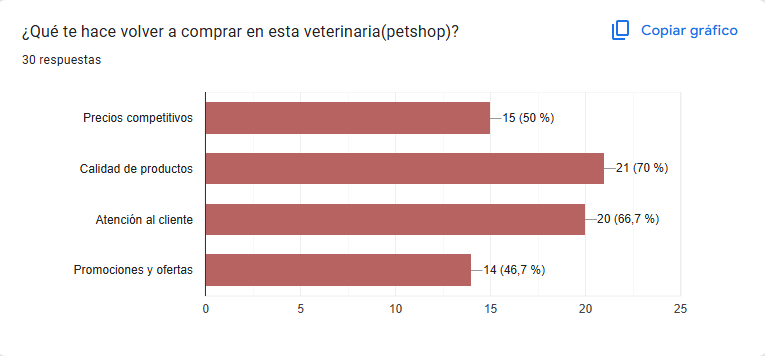 ¿Qué te hace volver a comprar en esta veterinaria(petshop)?
Copiar gráfico
30 respuestas
Precios competitivos
15 (50 %)
Calidad de productos
21 (70 %)
Atención al cliente
20 (66,7 %)
Promociones y ofertas
14 (46,7 %)
0 5 10 15 20 25